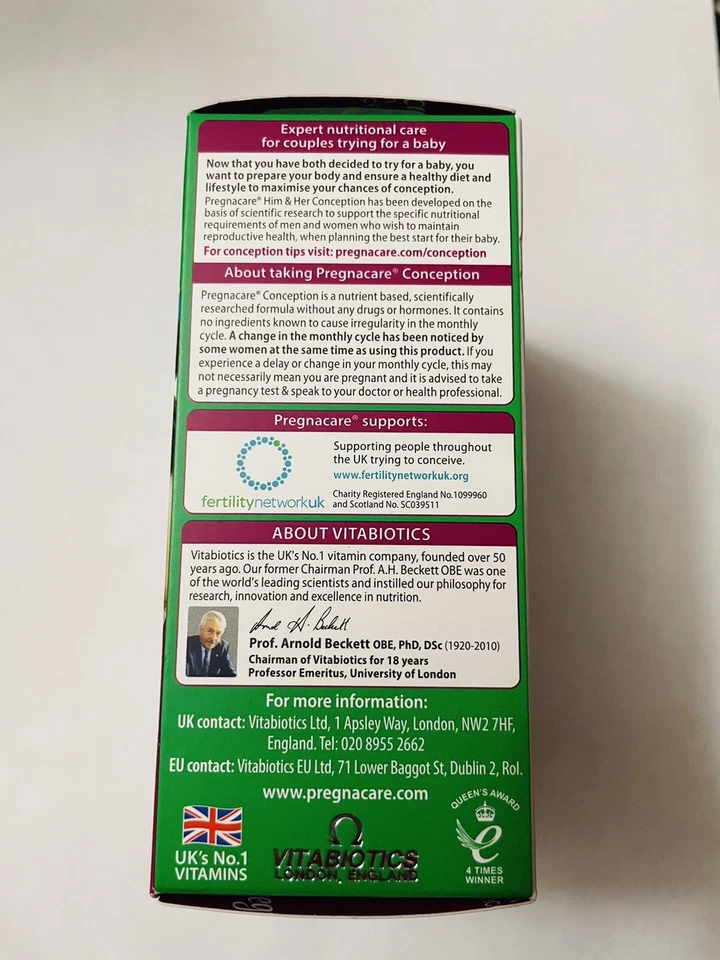 Expert nutritional care
for couples trying for a baby
Now that you have both decided to try for a baby, you
want to prepare your body and ensure a healthy diet and
lifestyle to maximise your chances of conception.
Pregnacare® Him & Her Conception has been developed on the
basis of scientific research to support the specific nutritional
requirements of men and women who wish to maintain
reproductive health, when planning the best start for their baby.
For conception tips visit: pregnacare.com/conception
About taking Pregnacare® Conception
Pregnacare® Conception is a nutrient based, scientifically
researched formula without any drugs or hormones. It contains
no ingredients known to cause irregularity in the monthly
cycle. A change in the monthly cycle has been noticed by
some women at the same time as using this product. If you
experience a delay or change in your monthly cycle, this may
not necessarily mean you are pregnant and it is advised to take
a pregnancy test & speak to your doctor or health professional.
Pregnacare® supports:
fertilitynetworkuk
Supporting people throughout
the UK trying to conceive.
www.fertilitynetworkuk.org
Charity Registered England No.1099960
and Scotland No. SC039511
ABOUT VITABIOTICS
Vitabiotics is the UK's No.1 vitamin company, founded over 50
years ago. Our former Chairman Prof. A.H. Beckett OBE was one
of the world's leading scientists and instilled our philosophy for
research, innovation and excellence in nutrition.
Prof. Arnold Beckett OBE, PhD, DSc (1920-2010)
Chairman of Vitabiotics for 18 years
Professor Emeritus, University of London
For more information:
UK contact: Vitabiotics Ltd, 1 Apsley Way, London, NW2 7HF,
England. Tel: 020 8955 2662
EU contact: Vitabiotics EU Ltd, 71 Lower Baggot St, Dublin 2, RoI.
www.pregnacare.com
UK's No.1
VITAMINS
VITABIOTICS
LONDON, ENGLAND
QUEEN'S AWARD
4 TIMES
WINNER